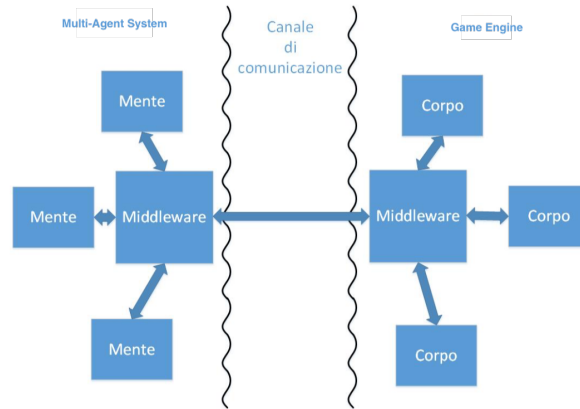 Multi-Agent System
Canale
di
comunicazione
Game Engine
Mente
Corpo
Mente
Middleware
Middleware
Corpo
Mente
Corpo